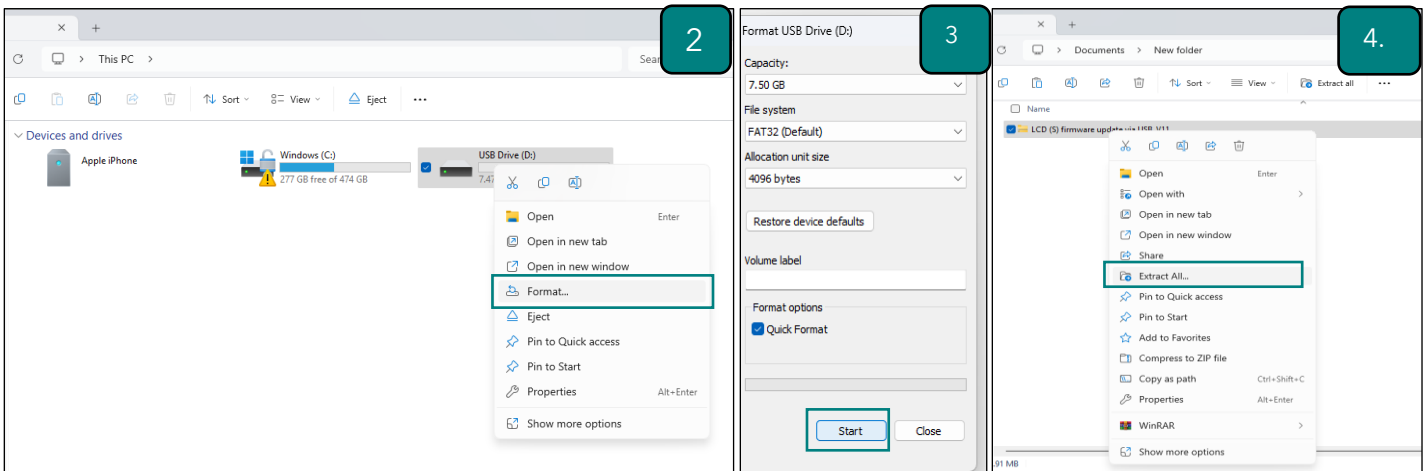 2
This PC
Sear
Sort
View
Eject
Devices and drives
Apple iPhone
Windows (C:)
277 GB free of 474 GB
USB Drive (D:)
7.47
Open Enter
Open in new tab
Open in new window
Format...
Eject
Pin to Quick access
Pin to Start
Properties Alt+Enter
Show more options
3
Format USB Drive (D:)
Capacity:
7.50 GB
File system
FAT32 (Default)
Allocation unit size
4096 bytes
Restore device defaults
Volume label
Format options
Quick Format
Start Close
4.
Documents New folder
Sort View Extract all
Name
LCD (S) firmware update via USB_V11
Open Enter
Open with
Open in new tab
Open in new window
Share
Extract All...
Pin to Quick access
Pin to Start
Add to Favorites
Compress to ZIP file
Copy as path Ctrl+Shift+C
Properties Alt+Enter
WinRAR
Show more options
.91 MB